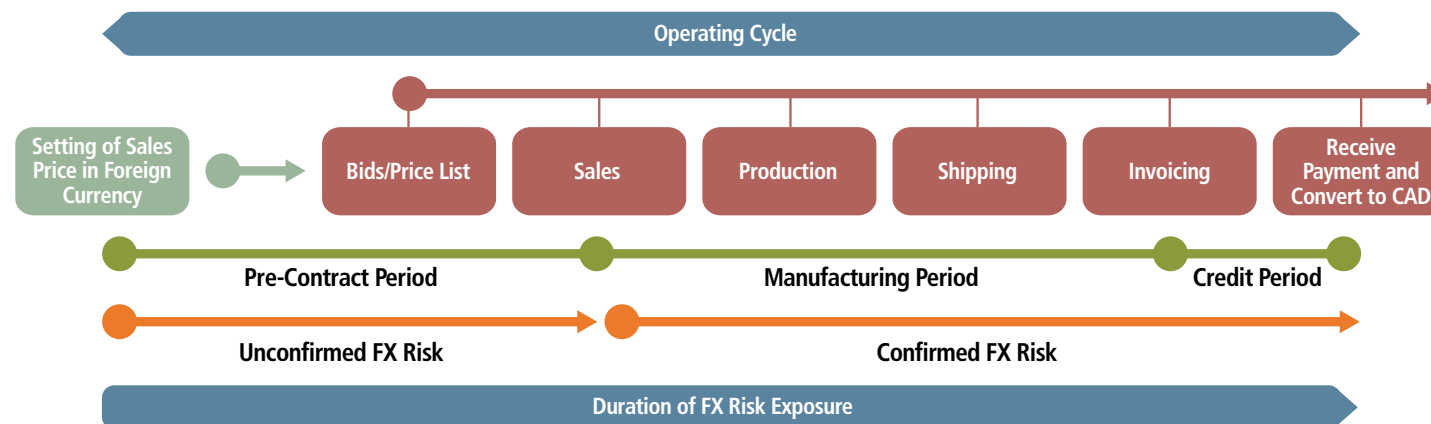 Operating Cycle
Setting of Sales
Price in Foreign
Currency
Bids/Price List
Sales
Production
Shipping
Invoicing
Receive
Payment and
Convert to CAD
Pre-Contract Period
Manufacturing Period
Credit Period
Unconfirmed FX Risk
Confirmed FX Risk
Duration of FX Risk Exposure